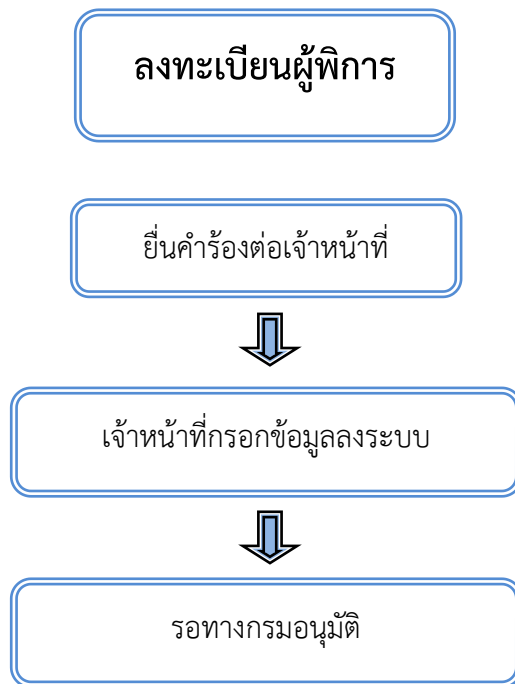 ลงทะเบียนผู้พิการ
ยื่นคำร้องต่อเจ้าหน้าที่
เจ้าหน้าที่กรอกข้อมูลลงระบบ
รอทางกรมอนุมัติ